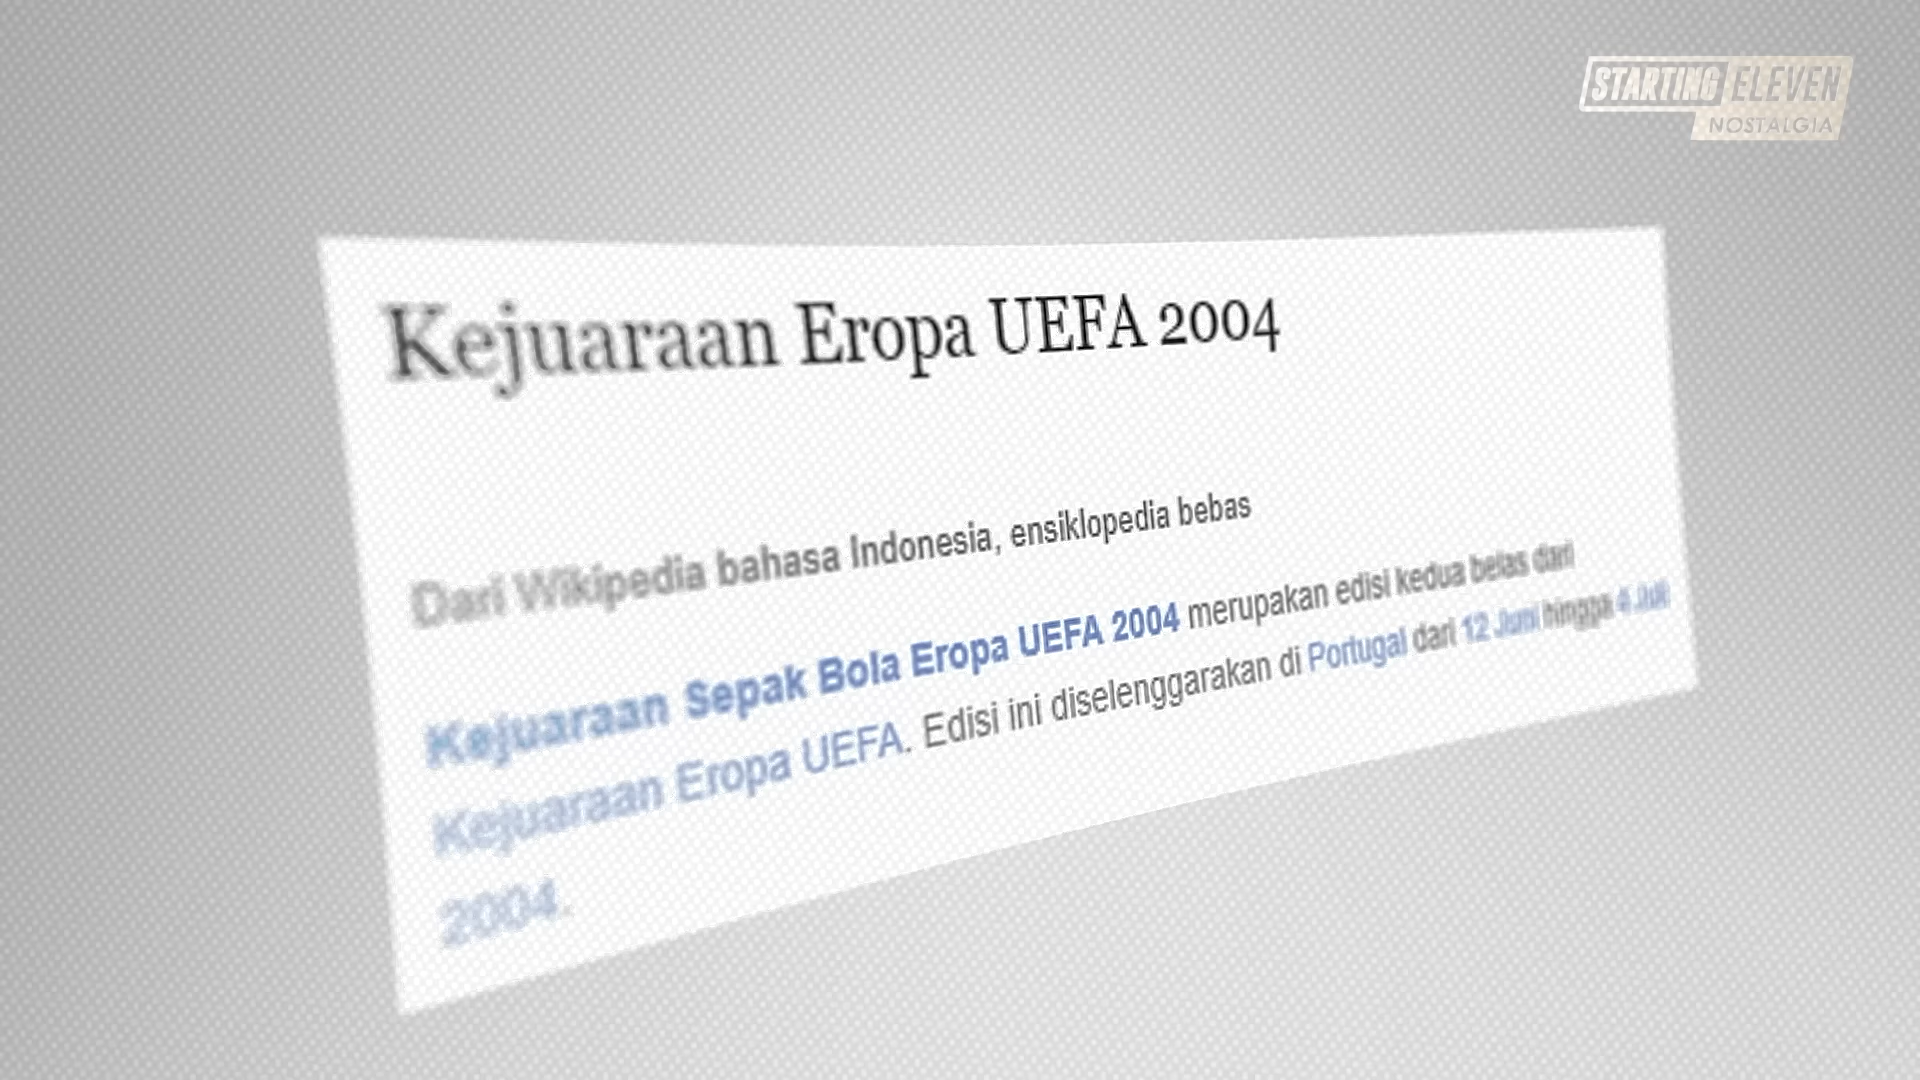 STARTING ELEVEN
NOSTALGIA
Kejuaraan Eropa UEFA 2004
Dari Wikipedia bahasa Indonesia, ensiklopedia bebas
Kejuaraan Sepak Bola Eropa UEFA 2004 merupakan edisi kedua belas dari
Kejuaraan Eropa UEFA. Edisi ini diselenggarakan di Portugal dari 12 Juni hingga 4 Juli
2004.